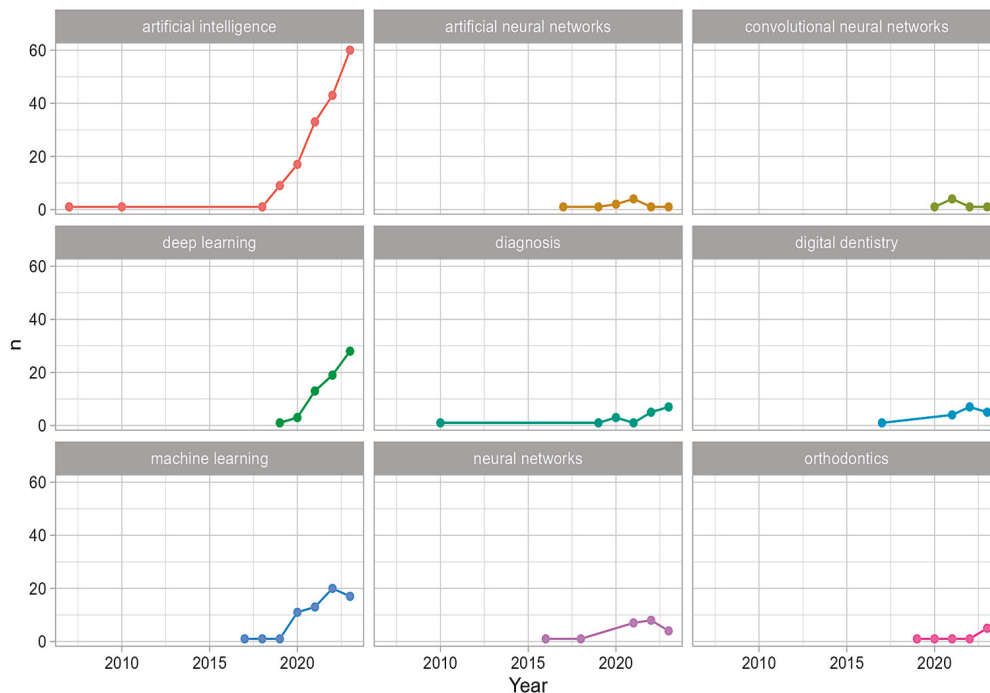 artificial intelligence artificial neural networks convolutional neural networks
60
40
20
0
deep learning diagnosis digital dentistry
60
40
20
0
n
machine learning neural networks orthodontics
60
40
20
0
2010 2015 2020 2010 2015 2020 2010 2015 2020
Year